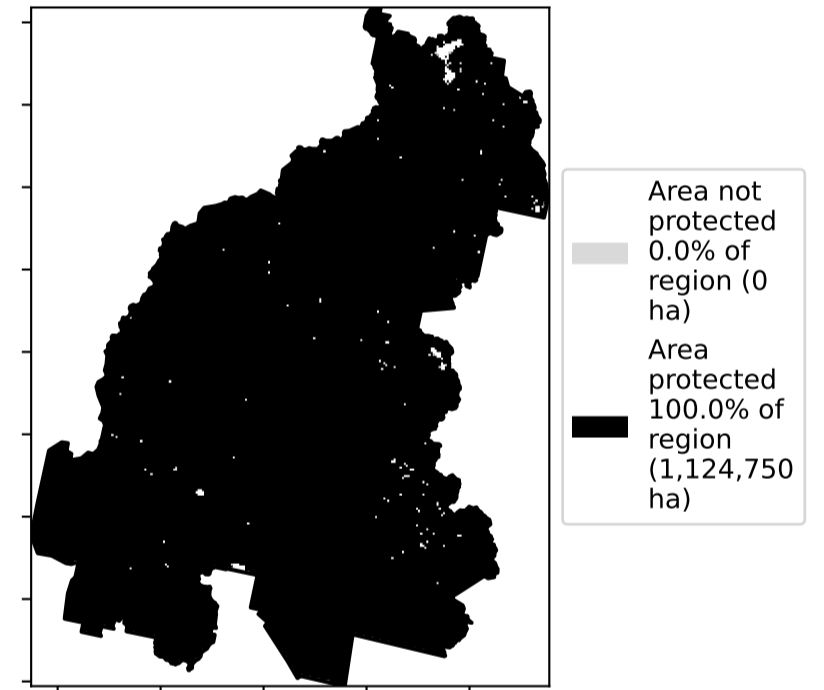 Area not
protected
0.0% of
region (0
ha)
Area
protected
100.0% of
region
(1,124,750
ha)